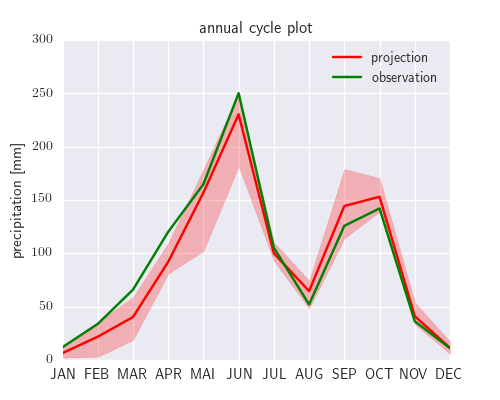 annual cycle plot
projection
observation
precipitation [mm]
300
250
200
150
100
50
0
JAN FEB MAR APR MAI JUN JUL AUG SEP OCT NOV DEC